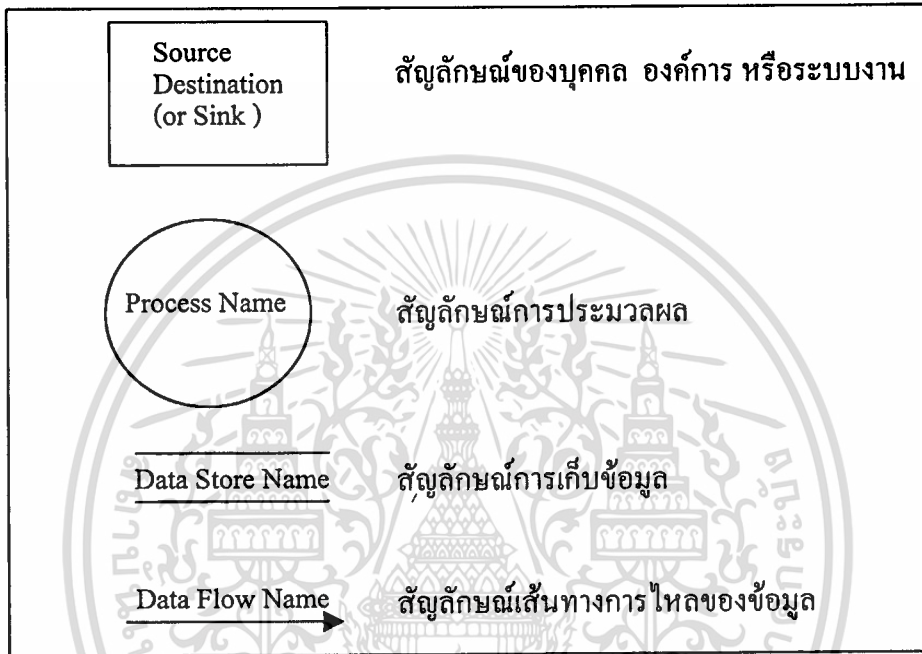 Source
Destination
(or Sink )
สัญลักษณ์ของบุคคล องค์การ หรือระบบงาน
Process Name
สัญลักษณ์การประมวลผล
Data Store Name
สัญลักษณ์การเก็บข้อมูล
Data Flow Name
สัญลักษณ์เส้นทางการไหลของข้อมูล